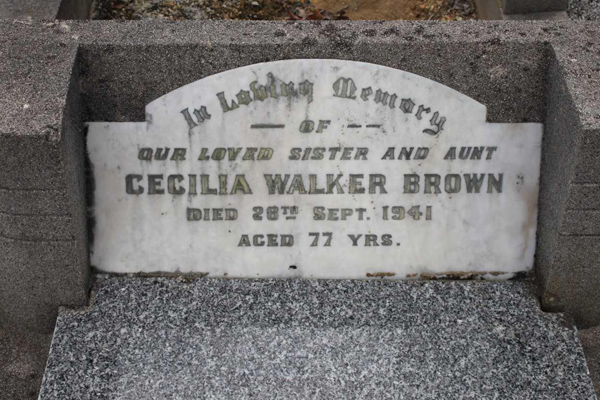 In Loving Memory
— OF —
OUR LOVED SISTER AND AUNT
CECILIA WALKER BROWN
DIED 28TH SEPT. 1941
AGED 77 YRS.